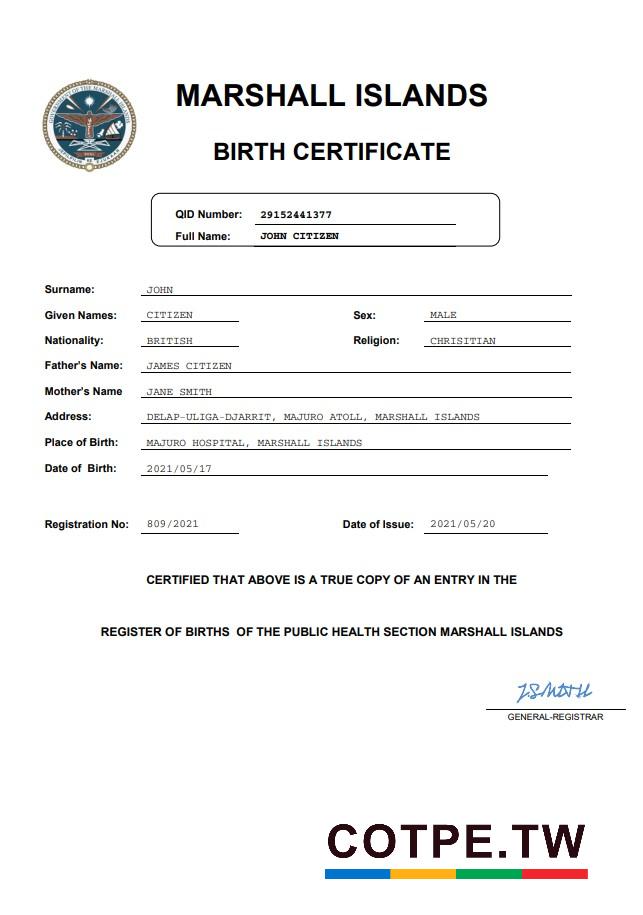 MARSHALL ISLANDS
BIRTH CERTIFICATE
QID Number: 29152441377
Full Name: JOHN CITIZEN
Surname: JOHN
Given Names: CITIZEN Sex: MALE
Nationality: BRITISH Religion: CHRISITIAN
Father's Name: JAMES CITIZEN
Mother's Name JANE SMITH
Address: DELAP-ULIGA-DJARRIT, MAJURO ATOLL, MARSHALL ISLANDS
Place of Birth: MAJURO HOSPITAL, MARSHALL ISLANDS
Date of Birth: 2021/05/17
Registration No: 809/2021 Date of Issue: 2021/05/20
CERTIFIED THAT ABOVE IS A TRUE COPY OF AN ENTRY IN THE
REGISTER OF BIRTHS OF THE PUBLIC HEALTH SECTION MARSHALL ISLANDS
J.SMITH
GENERAL-REGISTRAR
COTPE.TW